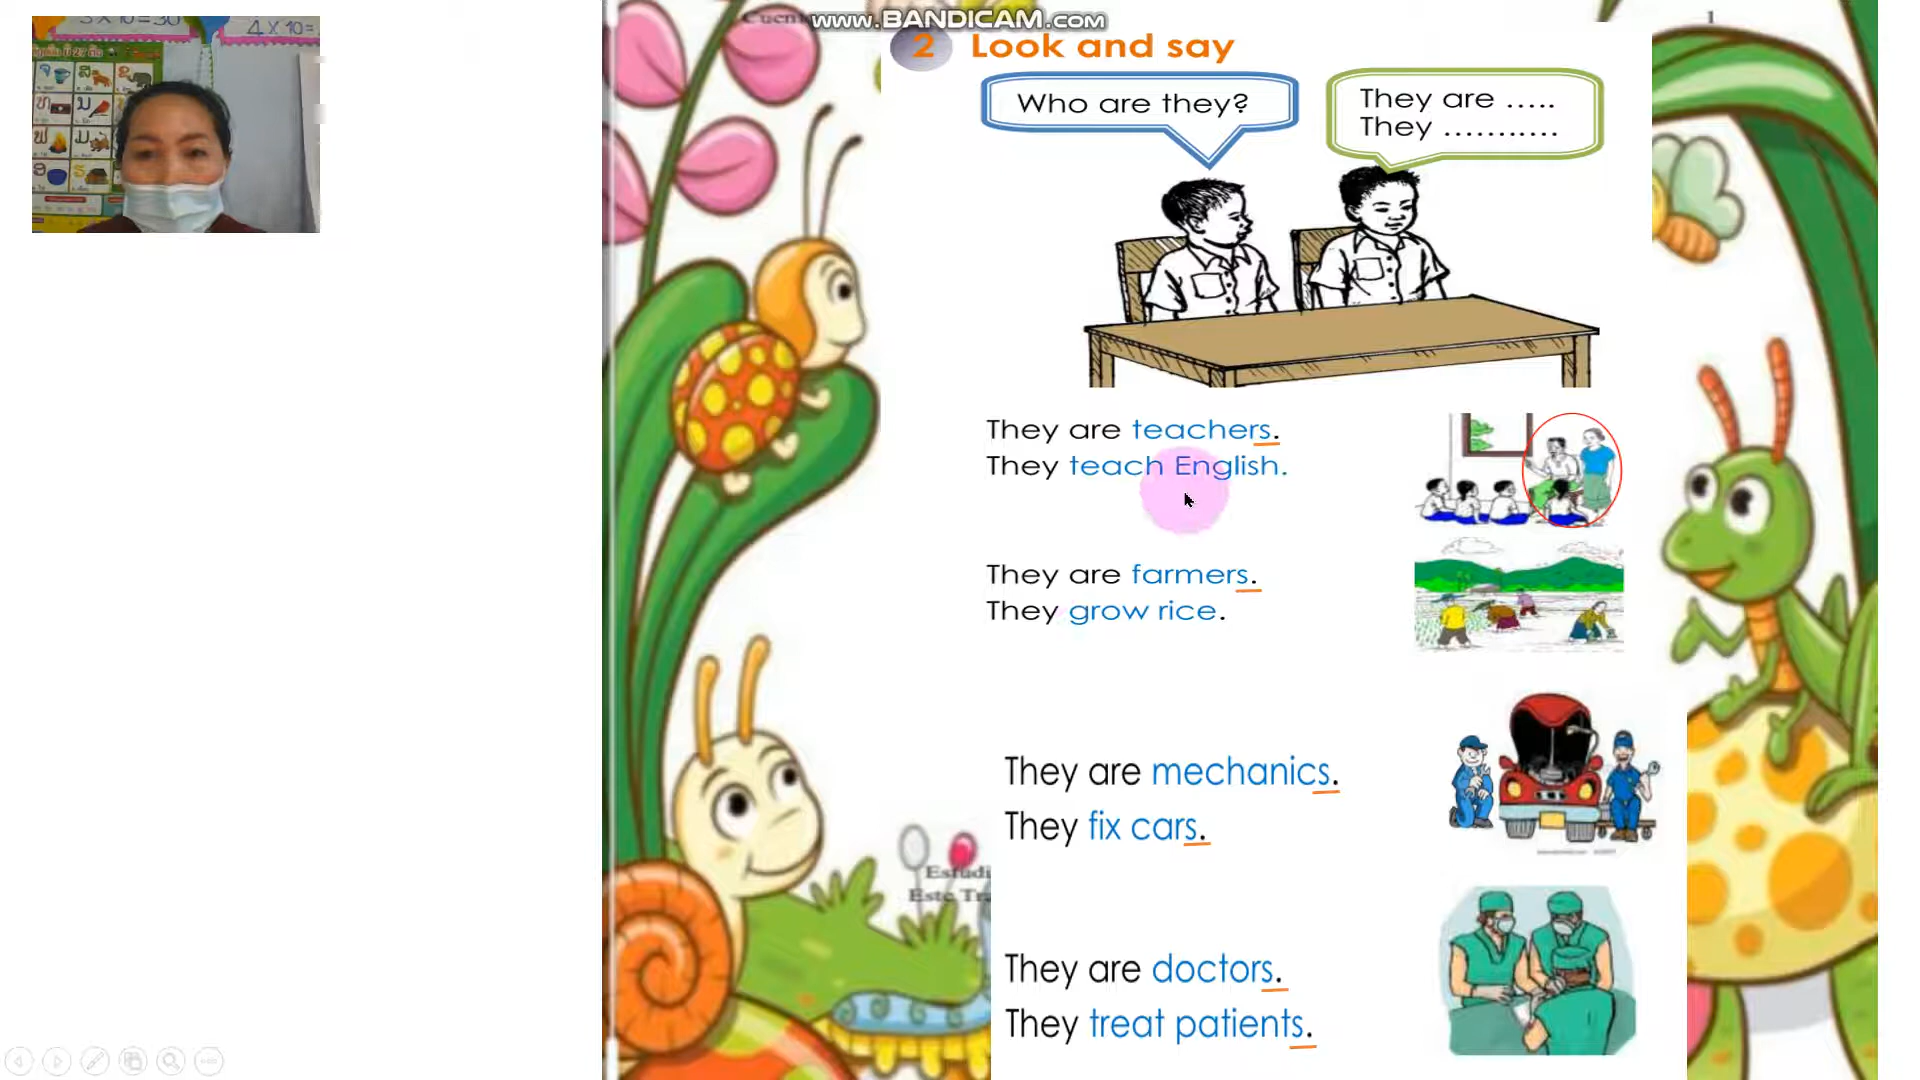 www.BANDICAM.com
1
2 Look and say
Who are they?
They are .....
They ...........
They are teachers.
They teach English.
They are farmers.
They grow rice.
They are mechanics.
They fix cars.
They are doctors.
They treat patients.
4 X 10 =